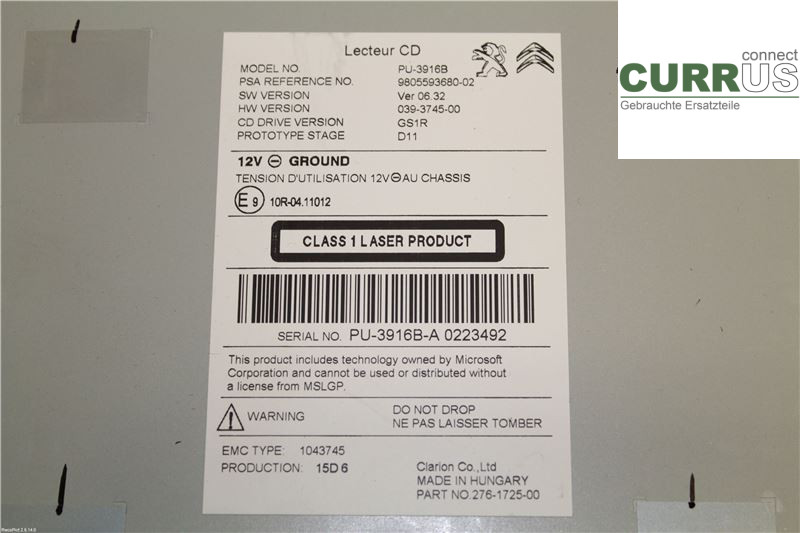 Lecteur CD
MODEL NO. PU-3916B
PSA REFERENCE NO. 9805593680-02
SW VERSION Ver 06.32
HW VERSION 039-3745-00
CD DRIVE VERSION GS1R
PROTOTYPE STAGE D11
12V ⊖ GROUND
TENSION D'UTILISATION 12V⊖AU CHASSIS
E 9 10R-04.11012
CLASS 1 LASER PRODUCT
SERIAL NO. PU-3916B-A 0223492
This product includes technology owned by Microsoft
Corporation and cannot be used or distributed without
a license from MSLGP.
WARNING
DO NOT DROP
NE PAS LAISSER TOMBER
EMC TYPE: 1043745
PRODUCTION: 15D 6
Clarion Co.,Ltd
MADE IN HUNGARY
PART NO.276-1725-00
connect
CURRUS
Gebrauchte Ersatzteile